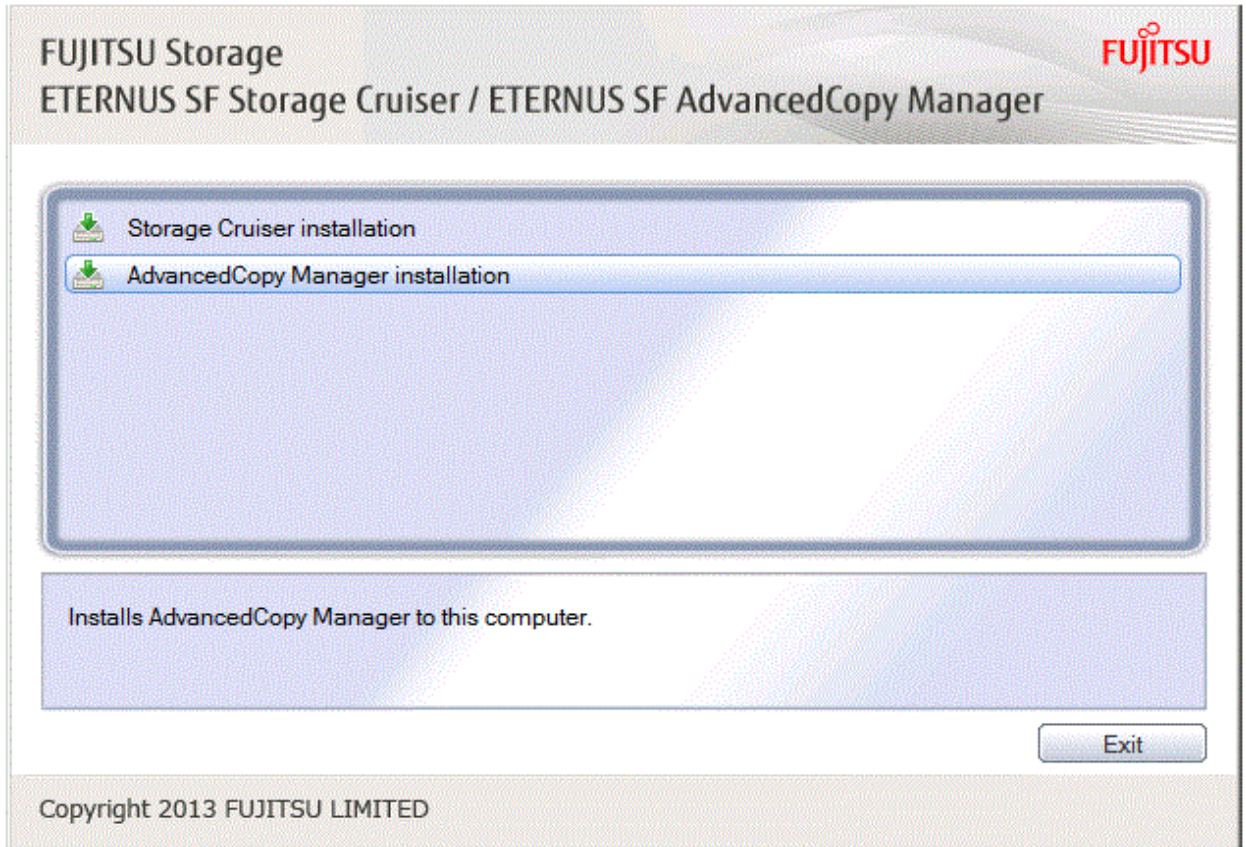 FUJITSU Storage
FUJITSU
ETERNUS SF Storage Cruiser / ETERNUS SF AdvancedCopy Manager
Storage Cruiser installation
AdvancedCopy Manager installation
Installs AdvancedCopy Manager to this computer.
Exit
Copyright 2013 FUJITSU LIMITED